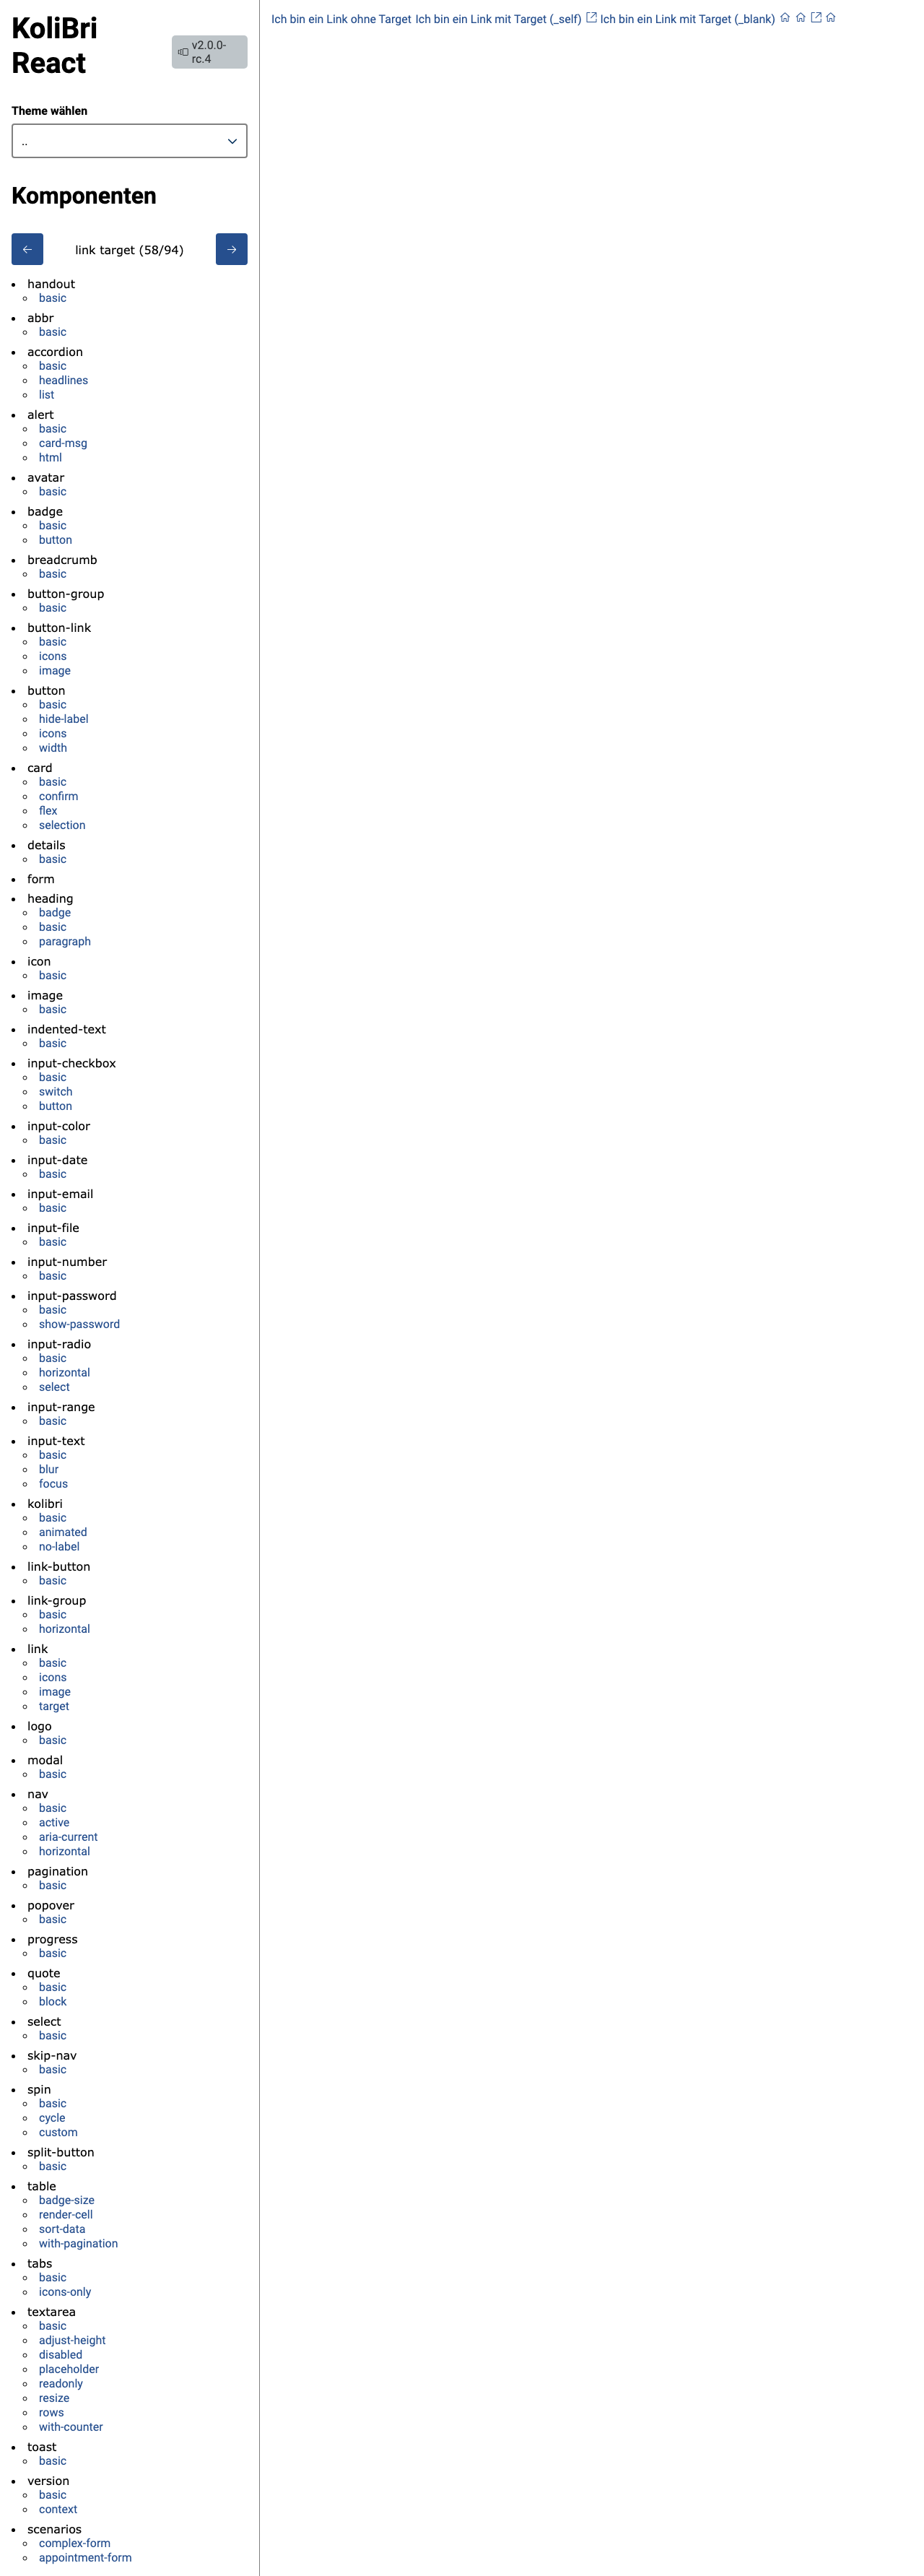 KoliBri
React
v2.0.0-
rc.4
Theme wählen
..
Komponenten
link target (58/94)
handout
basic
abbr
basic
accordion
basic
headlines
list
alert
basic
card-msg
html
avatar
basic
badge
basic
button
breadcrumb
basic
button-group
basic
button-link
basic
icons
image
button
basic
hide-label
icons
width
card
basic
confirm
flex
selection
details
basic
form
heading
badge
basic
paragraph
icon
basic
image
basic
indented-text
basic
input-checkbox
basic
switch
button
input-color
basic
input-date
basic
input-email
basic
input-file
basic
input-number
basic
input-password
basic
show-password
input-radio
basic
horizontal
select
input-range
basic
input-text
basic
blur
focus
kolibri
basic
animated
no-label
link-button
basic
link-group
basic
horizontal
link
basic
icons
image
target
logo
basic
modal
basic
nav
basic
active
aria-current
horizontal
pagination
basic
popover
basic
progress
basic
quote
basic
block
select
basic
skip-nav
basic
spin
basic
cycle
custom
split-button
basic
table
badge-size
render-cell
sort-data
with-pagination
tabs
basic
icons-only
textarea
basic
adjust-height
disabled
placeholder
readonly
resize
rows
with-counter
toast
basic
version
basic
context
scenarios
complex-form
appointment-form
Ich bin ein Link ohne Target Ich bin ein Link mit Target (_self) Ich bin ein Link mit Target (_blank)